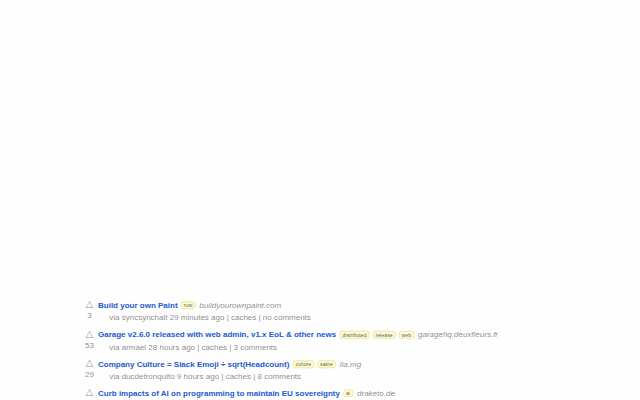 Build your own Paint rust buildyourownpaint.com
3 via syncsynchalt 29 minutes ago | caches | no comments
Garage v2.6.0 released with web admin, v1.x EoL & other news distributed release web garagehq.deuxfleurs.fr
53 via armael 28 hours ago | caches | 3 comments
Company Culture = Slack Emoji ÷ sqrt(Headcount) culture satire lia.mg
29 via ducdetronquito 9 hours ago | caches | 8 comments
Curb impacts of AI on programming to maintain EU sovereignty ai draketo.de